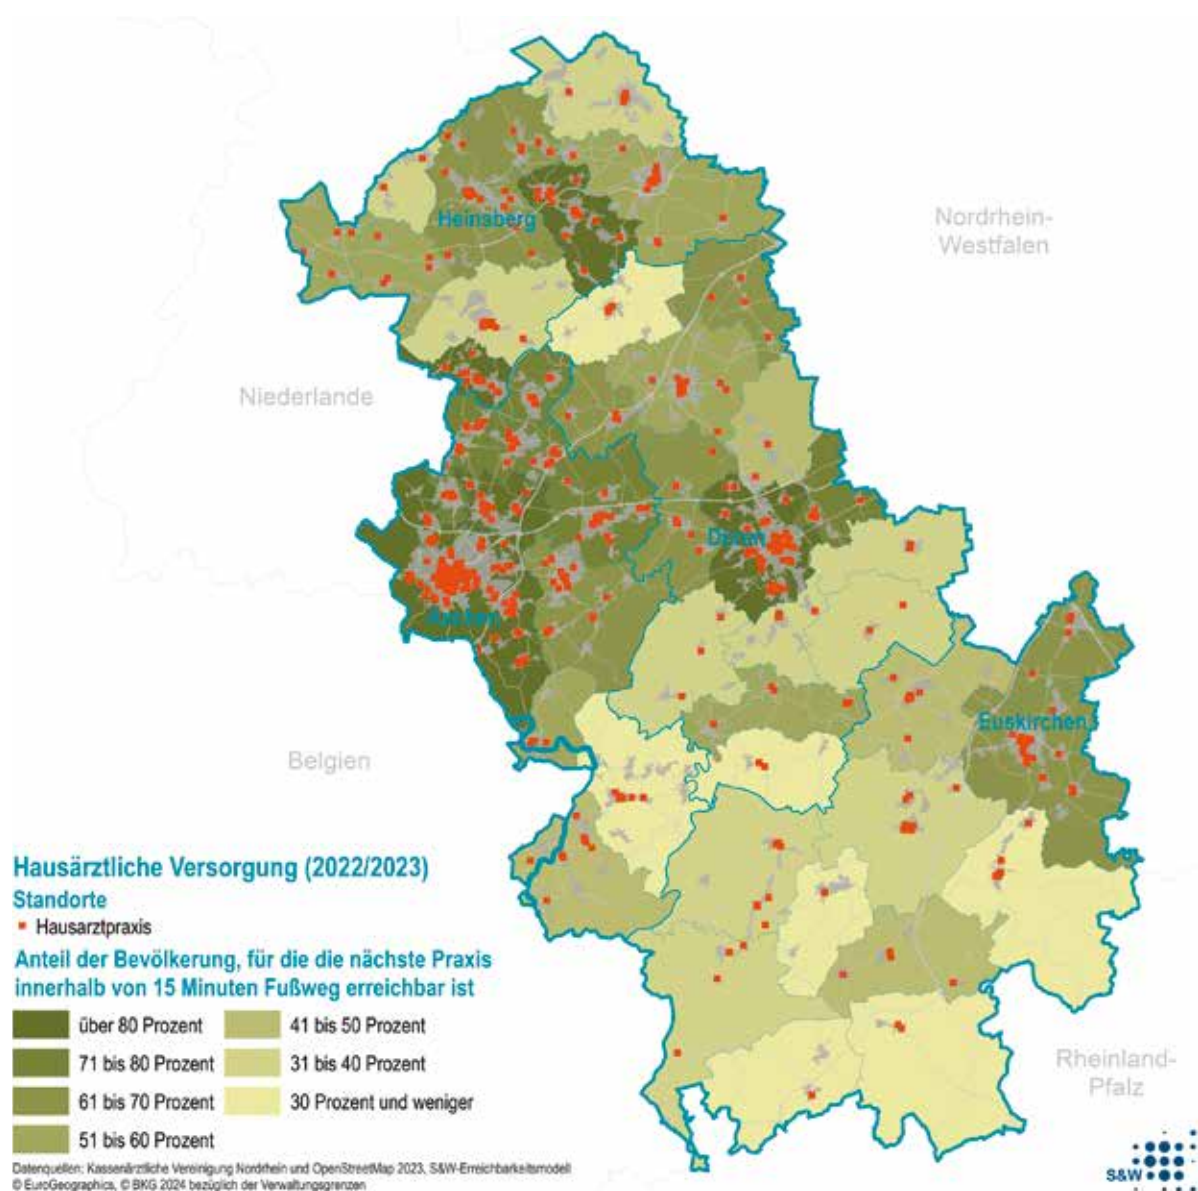 Nordrhein-
Westfalen
Heinsberg
Niederlande
Düren
Aachen
Euskirchen
Belgien
Rheinland-
Pfalz
Hausärztliche Versorgung (2022/2023)
Standorte
Hausarztpraxis
Anteil der Bevölkerung, für die die nächste Praxis
innerhalb von 15 Minuten Fußweg erreichbar ist
über 80 Prozent
71 bis 80 Prozent
61 bis 70 Prozent
51 bis 60 Prozent
41 bis 50 Prozent
31 bis 40 Prozent
30 Prozent und weniger
Datenquellen: Kassenärztliche Vereinigung Nordrhein und OpenStreetMap 2023, S&W-Erreichbarkeitsmodell
© EuroGeographics, © BKG 2024 bezüglich der Verwaltungsgrenzen
S&W